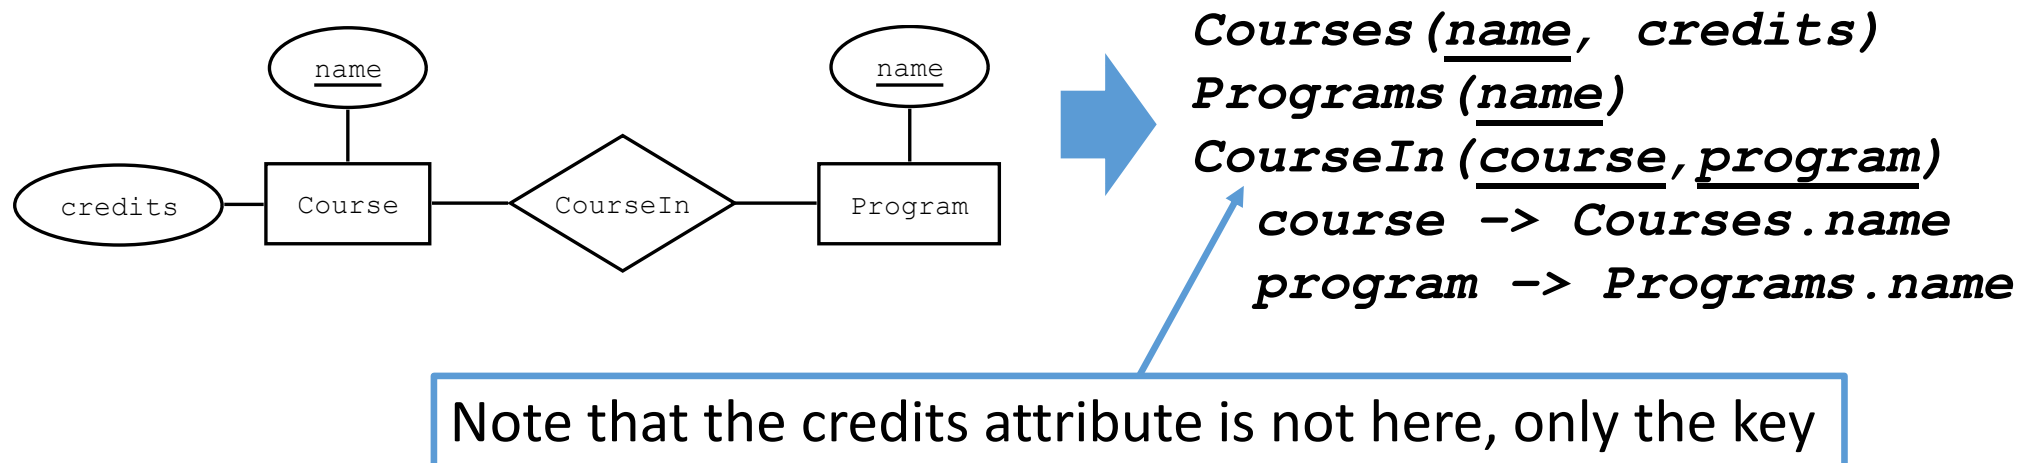 name
name
credits
Course
CourseIn
Program
Courses(name, credits)
Programs(name)
CourseIn(course,program)
course -> Courses.name
program -> Programs.name
Note that the credits attribute is not here, only the key